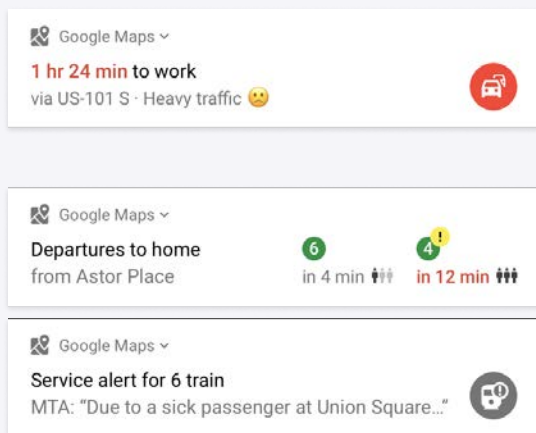 Google Maps
1 hr 24 min to work
via US-101 S · Heavy traffic 🙁
Google Maps
Departures to home 6 4 !
from Astor Place in 4 min in 12 min
Google Maps
Service alert for 6 train
MTA: “Due to a sick passenger at Union Square...“